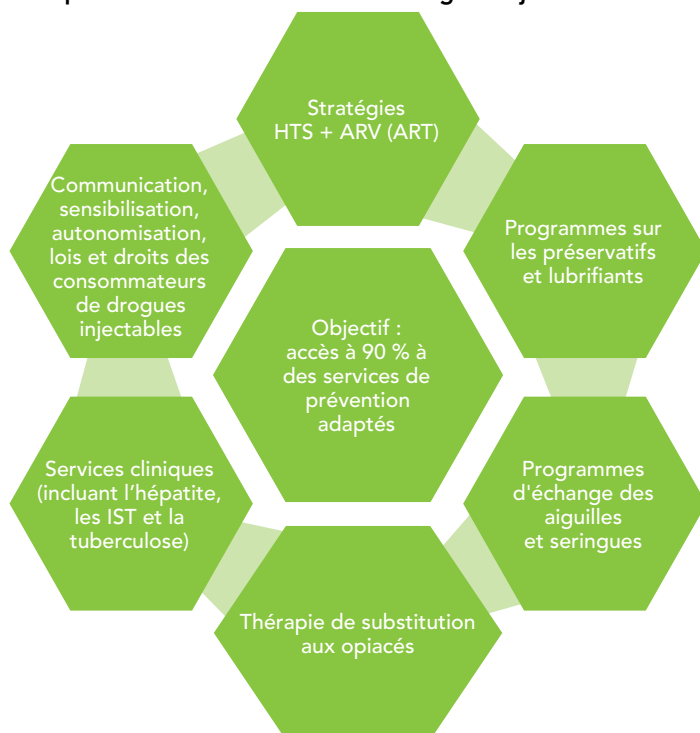 Stratégies
HTS + ARV (ART)
Communication,
sensibilisation,
autonomisation,
lois et droits des
consommateurs
de drogues
injectables
Programmes sur
les préservatifs
et lubrifiants
Objectif :
accès à 90 % à
des services de
prévention
adaptés
Services cliniques
(incluant l’hépatite,
les IST et la
tuberculose)
Programmes
d'échange des
aiguilles
et seringues
Thérapie de substitution
aux opiacés